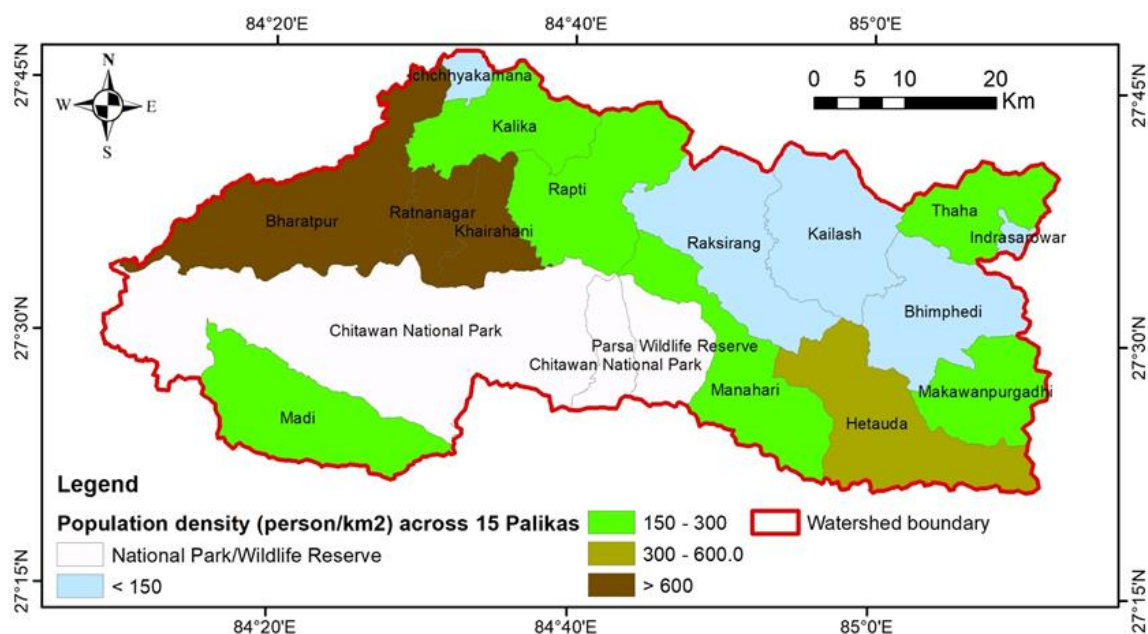 84°20'E 84°40'E 85°0'E
27°45'N
27°45'N
N
W E
S
0 5 10 20
Km
chchhyakamana
Kalika
Rapti
Bharatpur
Ratnanagar
Khairahani
Raksirang
Kailash
Thaha
Indrasarowar
Bhimphedi
27°30'N
27°30'N
Chitawan National Park
Parsa Wildlife Reserve
Chitawan National Park
Manahari
Makawanpurgadhi
Hetauda
Madi
Legend
Population density (person/km2) across 15 Palikas
National Park/Wildlife Reserve
< 150
150 - 300
300 - 600.0
> 600
Watershed boundary
27°15'N
27°15'N
84°20'E 84°40'E 85°0'E